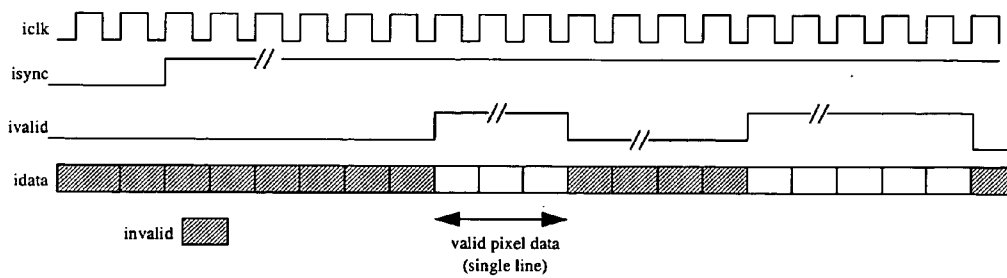 iclk
isync
ivalid
idata
invalid
valid pixel data
(single line)